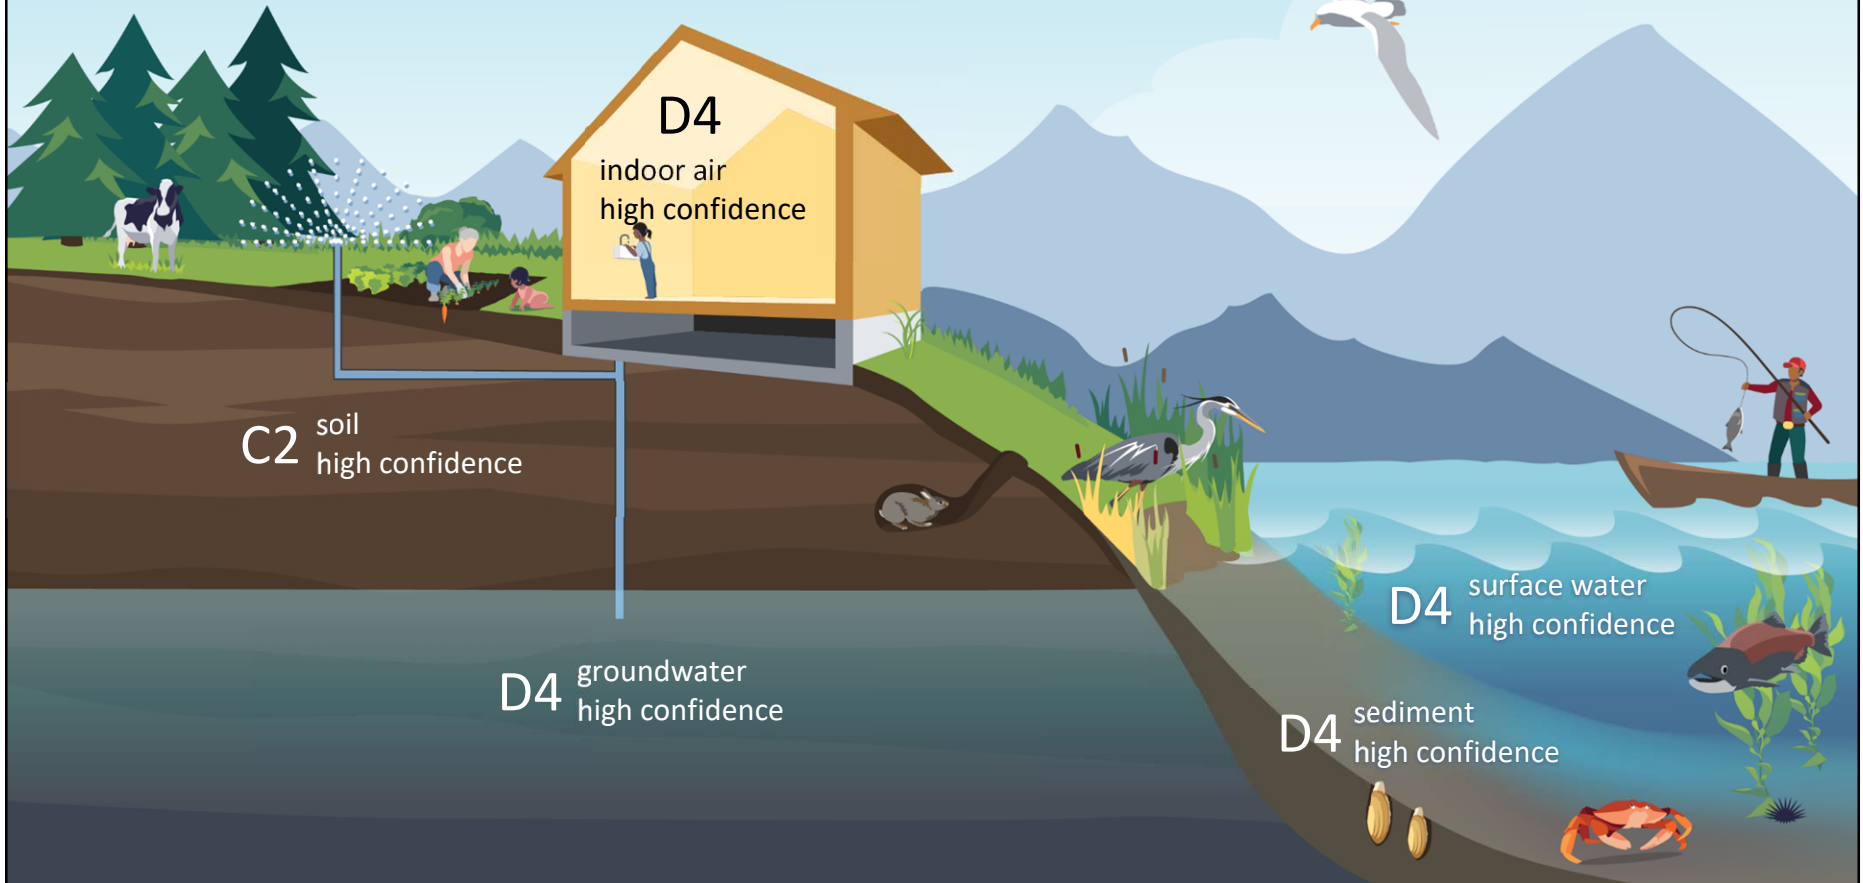 D4
indoor air
high confidence
C2
soil
high confidence
D4
surface water
high confidence
D4
groundwater
high confidence
D4
sediment
high confidence